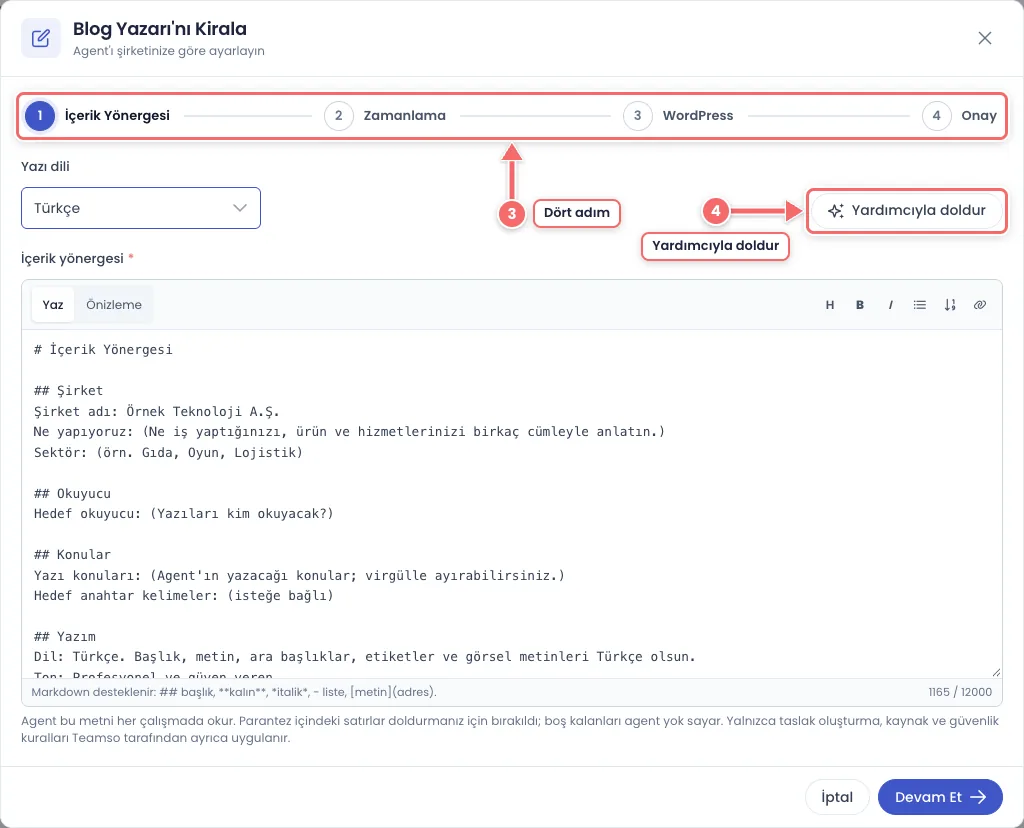 Blog Yazarı'nı Kirala
Agent'ı şirketinize göre ayarlayın
1 İçerik Yönergesi 2 Zamanlama 3 WordPress 4 Onay
Yazı dili
Türkçe
3 Dört adım
4 Yardımcıyla doldur
Yardımcıyla doldur
İçerik yönergesi *
Yaz Önizleme H B I
# İçerik Yönergesi
## Şirket
Şirket adı: Örnek Teknoloji A.Ş.
Ne yapıyoruz: (Ne iş yaptığınızı, ürün ve hizmetlerinizi birkaç cümleyle anlatın.)
Sektör: (örn. Gıda, Oyun, Lojistik)
## Okuyucu
Hedef okuyucu: (Yazıları kim okuyacak?)
## Konular
Yazı konuları: (Agent'ın yazacağı konular; virgülle ayırabilirsiniz.)
Hedef anahtar kelimeler: (isteğe bağlı)
## Yazım
Dil: Türkçe. Başlık, metin, ara başlıklar, etiketler ve görsel metinleri Türkçe olsun.
Ton: Profesyonel ve güven veren
Markdown desteklenir: ## başlık, **kalın**, *italik*, - liste, [metin](adres). 1165 / 12000
Agent bu metni her çalışmada okur. Parantez içindeki satırlar doldurmanız için bırakıldı; boş kalanları agent yok sayar. Yalnızca taslak oluşturma, kaynak ve güvenlik
kuralları Teamso tarafından ayrıca uygulanır.
İptal Devam Et